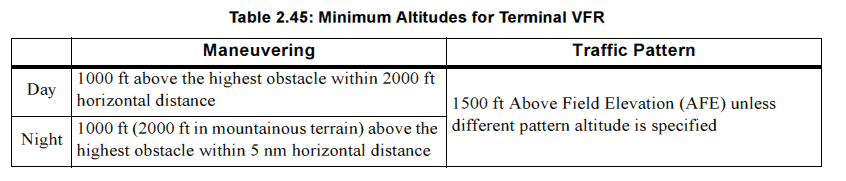 Table 2.45: Minimum Altitudes for Terminal VFR
Maneuvering
Traffic Pattern
Day
1000 ft above the highest obstacle within 2000 ft
horizontal distance
1500 ft Above Field Elevation (AFE) unless
different pattern altitude is specified
Night
1000 ft (2000 ft in mountainous terrain) above the
highest obstacle within 5 nm horizontal distance